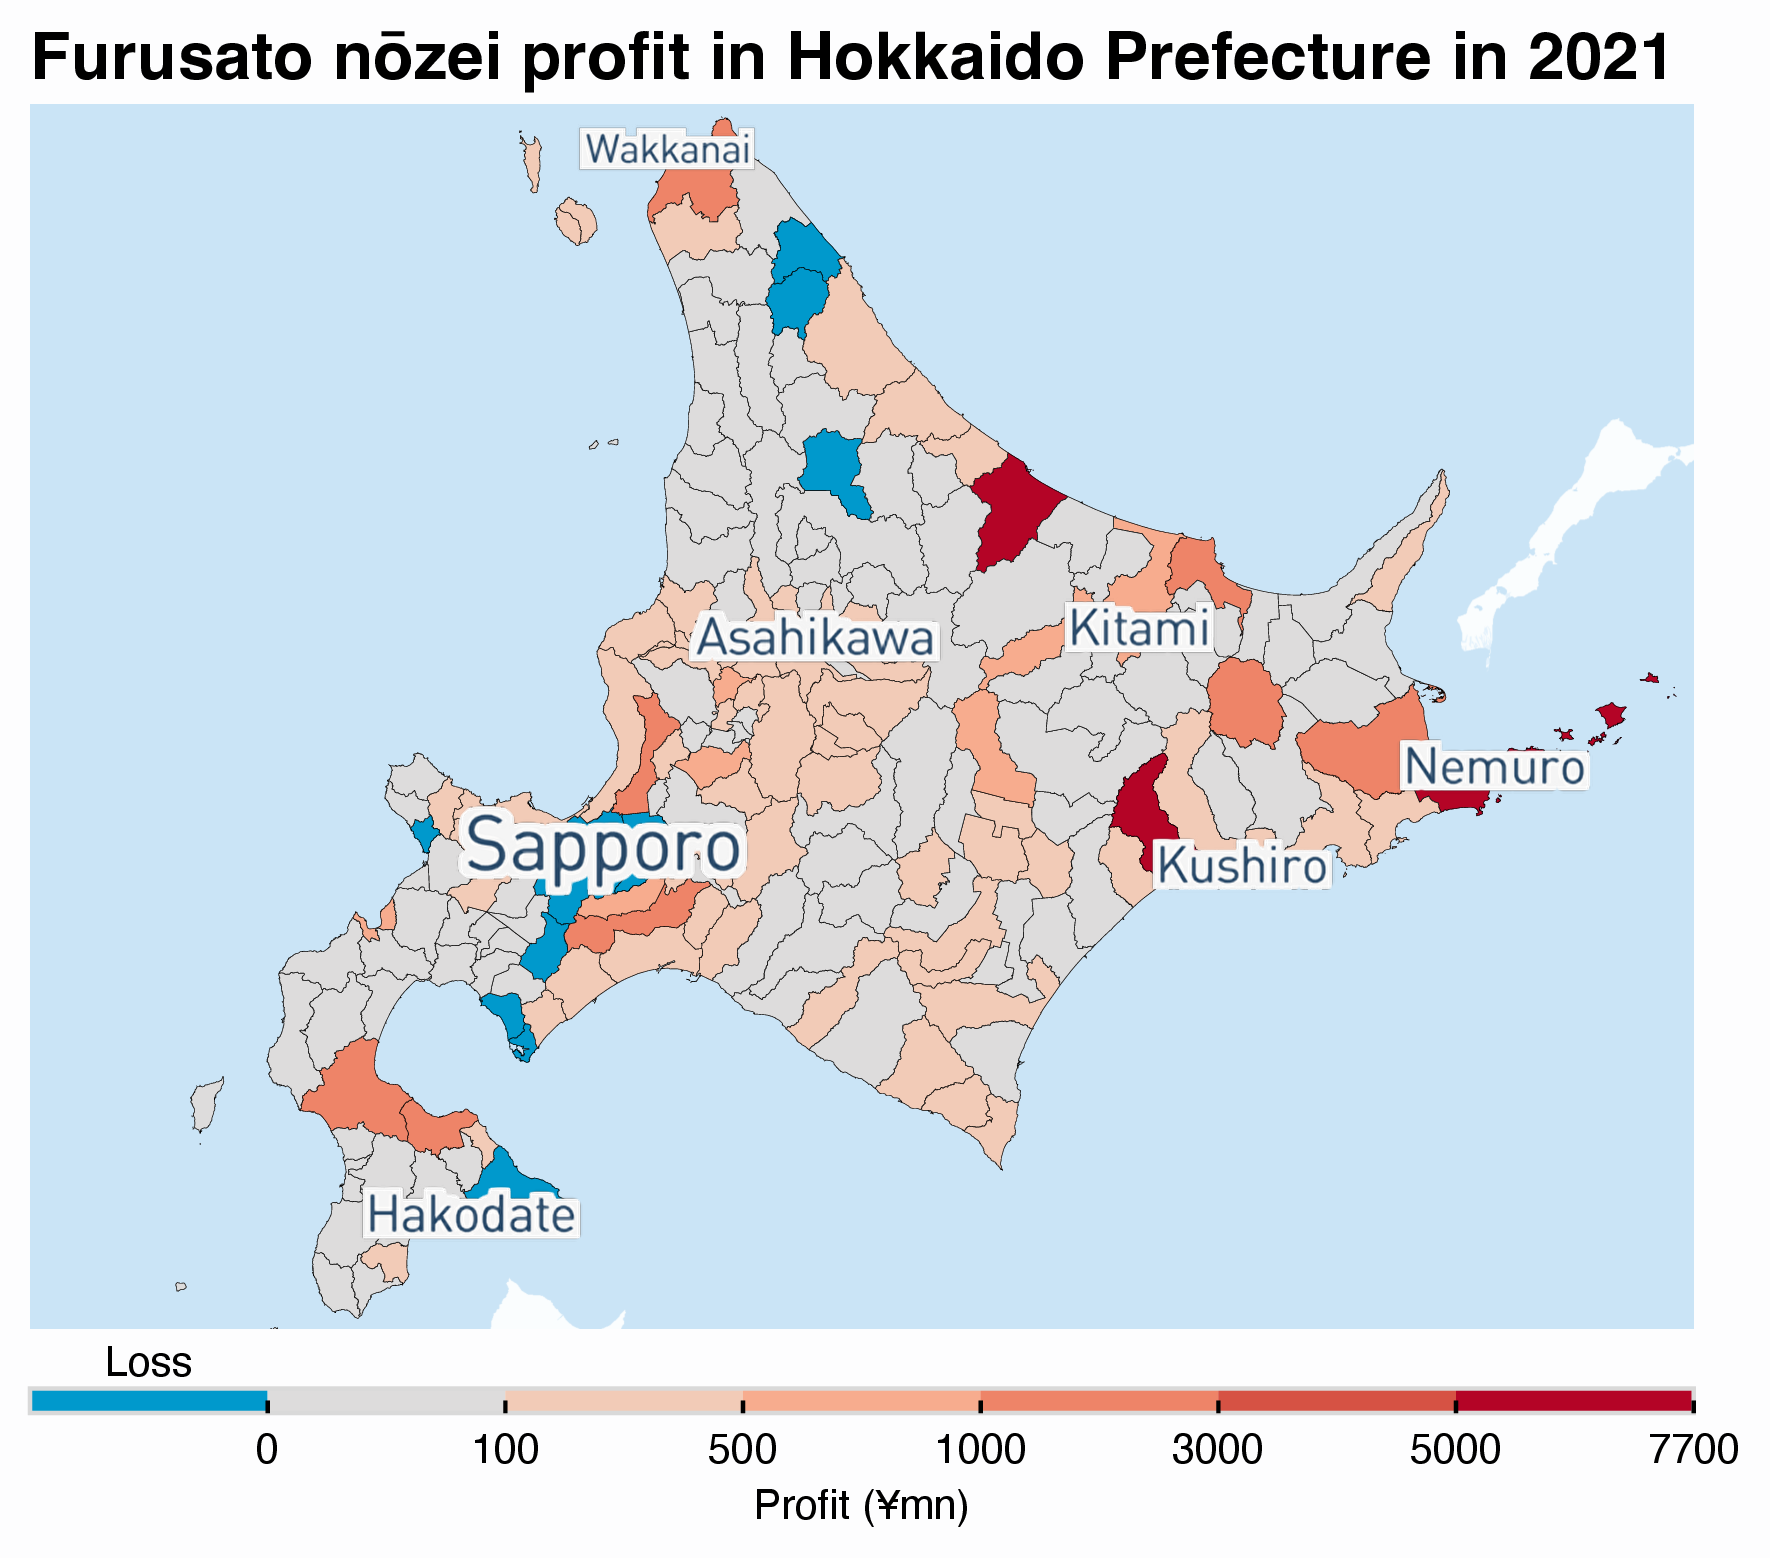 Furusato nōzei profit in Hokkaido Prefecture in 2021
Wakkanai
Asahikawa
Kitami
Nemuro
Sapporo
Kushiro
Hakodate
Loss
0 100 500 1000 3000 5000 7700
Profit (¥mn)